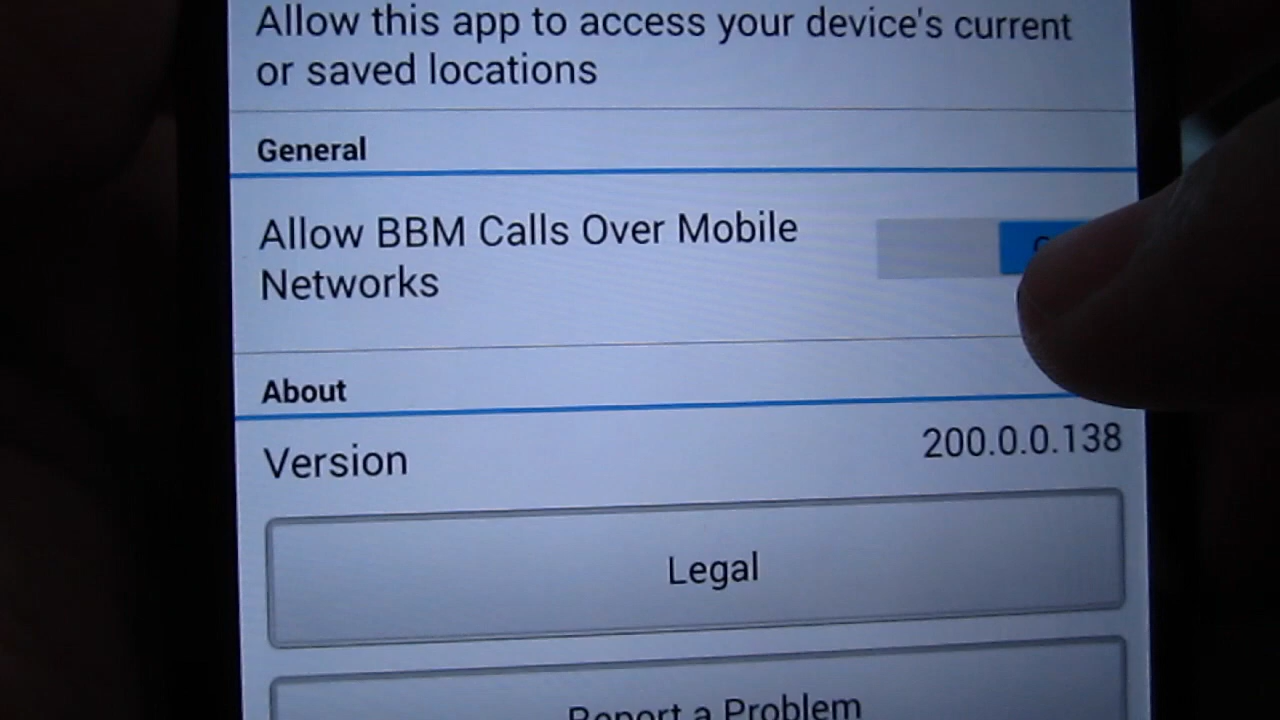 Allow this app to access your device's current
or saved locations
General
Allow BBM Calls Over Mobile
Networks
About
Version 200.0.0.138
Legal
Report a Problem